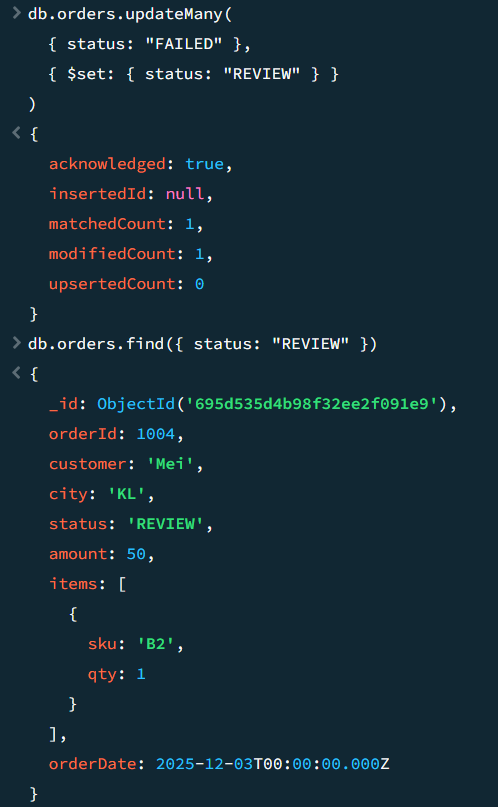 > db.orders.updateMany(
{ status: "FAILED" },
{ $set: { status: "REVIEW" } }
)
< {
acknowledged: true,
insertedId: null,
matchedCount: 1,
modifiedCount: 1,
upsertedCount: 0
}
> db.orders.find({ status: "REVIEW" })
< {
_id: ObjectId('695d535d4b98f32ee2f091e9'),
orderId: 1004,
customer: 'Mei',
city: 'KL',
status: 'REVIEW',
amount: 50,
items: [
{
sku: 'B2',
qty: 1
}
],
orderDate: 2025-12-03T00:00:00.000Z
}